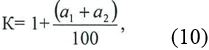 K= 1+ (a₁ + a₂)/100 , (10)